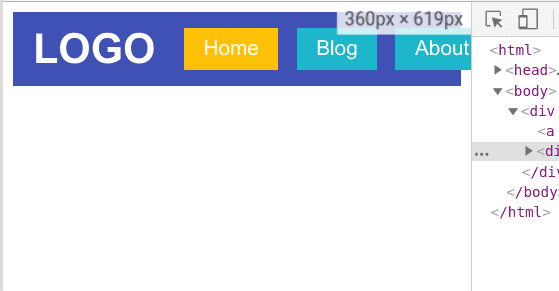 360px × 619px
LOGO Home Blog About
<html>
<head>.
<body>
<div
<a
... <di
</div
</body>
</html>